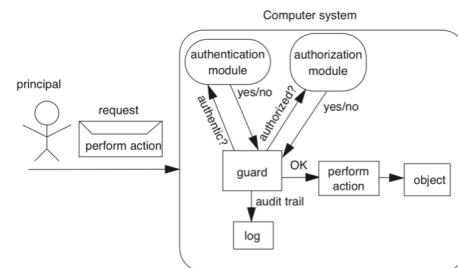 Computer system
authentication
module
authorization
module
principal
request
perform action
authentic?
yes/no
authorized?
yes/no
guard
OK
perform
action
object
audit trail
log